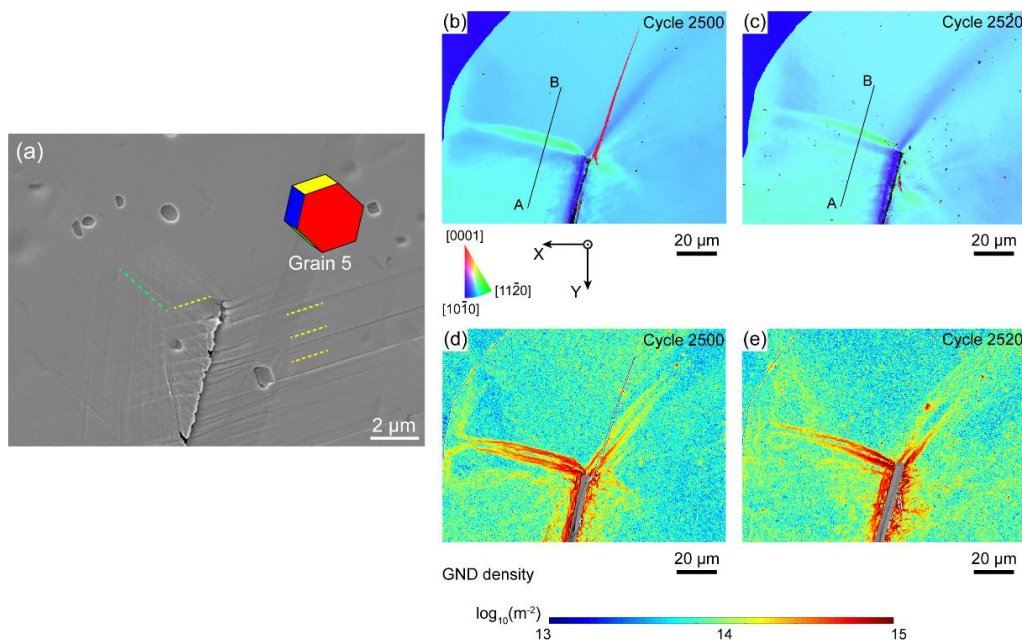 (a)
Grain 5
2 μm
(b)
Cycle 2500
B
A
20 μm
(c)
Cycle 2520
B
A
20 μm
[0001]
[112̄0]
[101̄0]
X
Y
(d)
Cycle 2500
20 μm
(e)
Cycle 2520
20 μm
GND density
log₁₀(m⁻²)
13
14
15